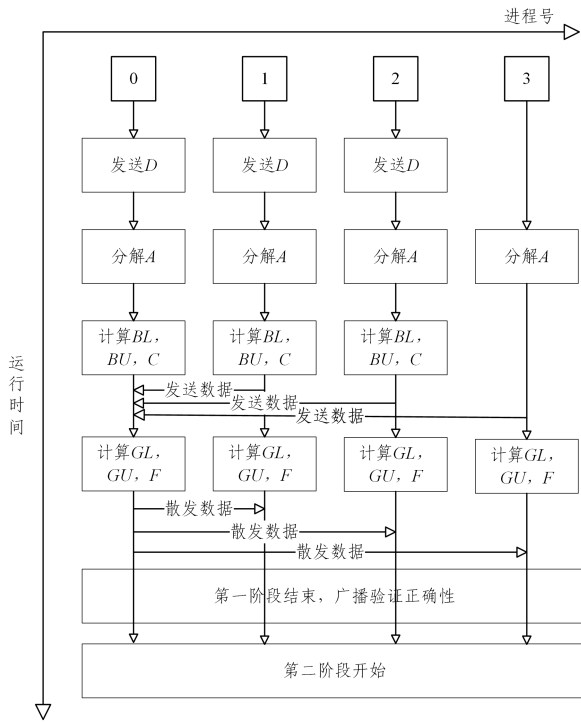 进程号
0 1 2 3
发送D 发送D 发送D
分解A 分解A 分解A 分解A
计算BL， 计算BL， 计算BL，
BU，C BU，C BU，C
发送数据
发送数据
发送数据
运行时间
计算GL， 计算GL， 计算GL， 计算GL，
GU，F GU，F GU，F GU，F
散发数据
散发数据
散发数据
第一阶段结束，广播验证正确性
第二阶段开始